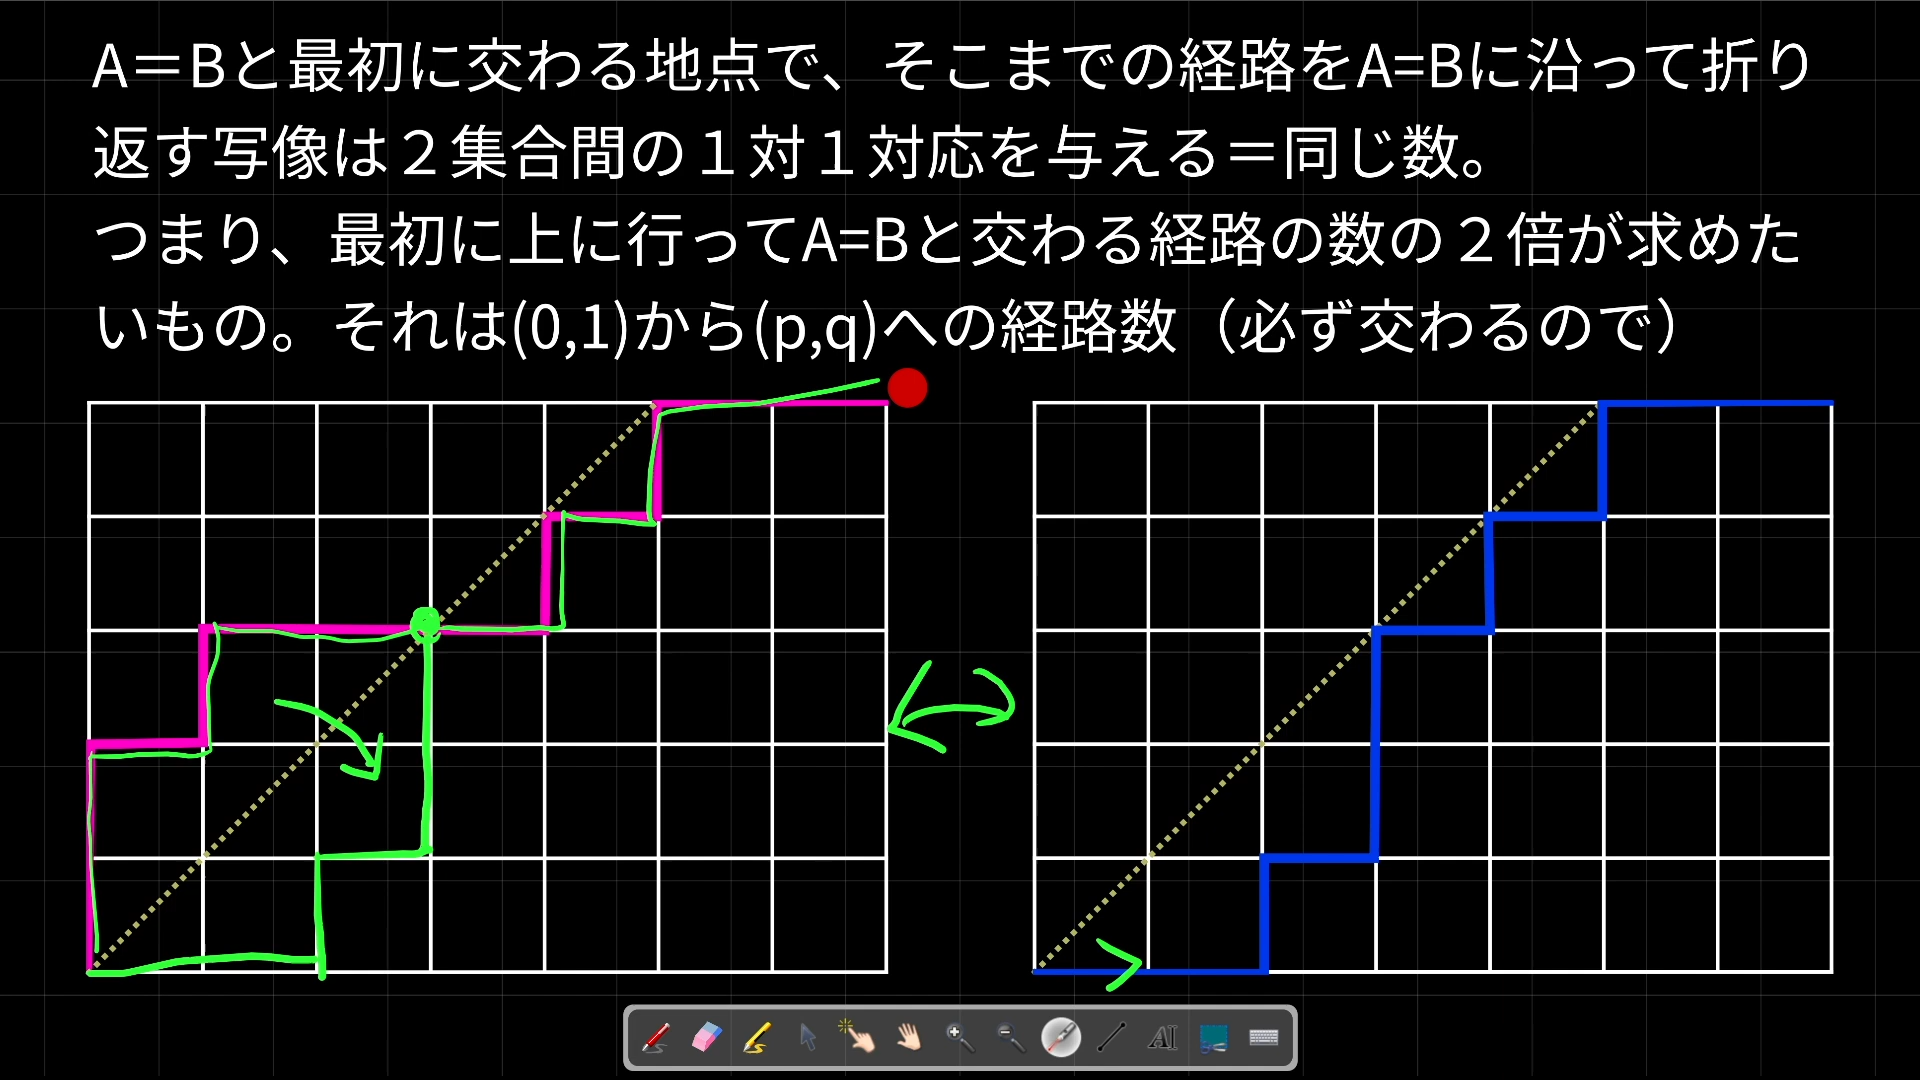 A＝Bと最初に交わる地点で、そこまでの経路をA=Bに沿って折り
返す写像は２集合間の１対１対応を与える＝同じ数。
つまり、最初に上に行ってA=Bと交わる経路の数の２倍が求めた
いもの。それは(0,1)から(p,q)への経路数（必ず交わるので）
AI